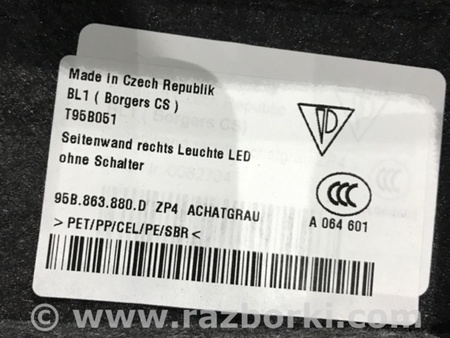 Made in Czech Republik
BL1 ( Borgers CS )
T95B051
Seitenwand rechts Leuchte LED
ohne Schalter
95B.863.880.D ZP4 ACHATGRAU
> PET/PP/CEL/PE/SBR <
CCC
A 064 601
© www.razborki.com